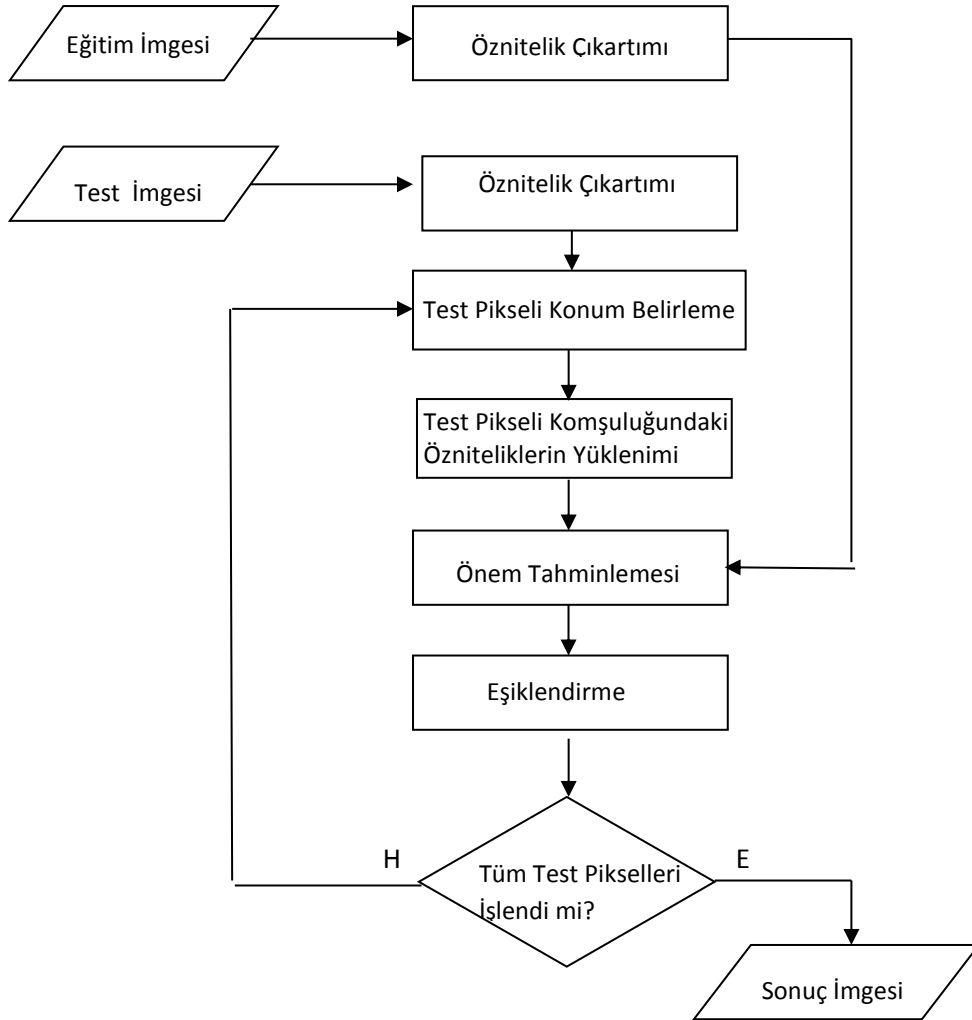 Eğitim İmgesi
Öznitelik Çıkartımı
Test İmgesi
Öznitelik Çıkartımı
Test Pikseli Konum Belirleme
Test Pikseli Komşuluğundaki
Özniteliklerin Yüklenimi
Önem Tahminlemesi
Eşiklendirme
H
E
Tüm Test Pikselleri
İşlendi mi?
Sonuç İmgesi